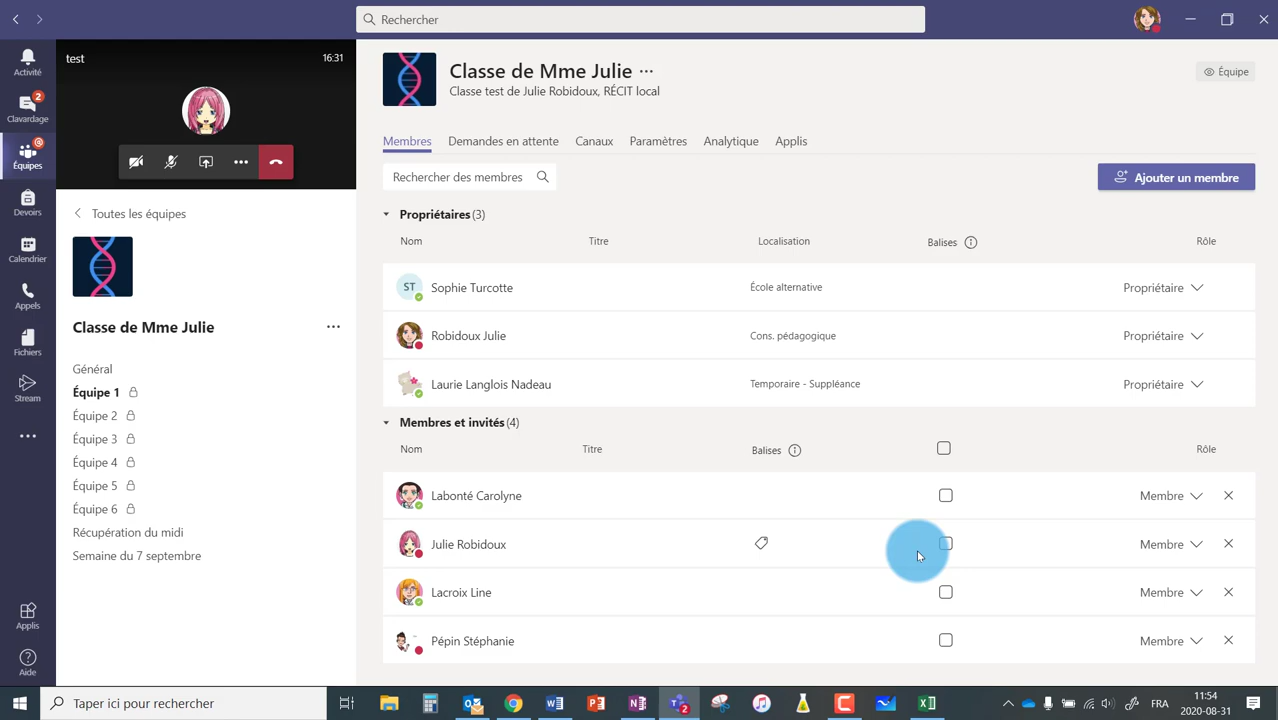 Rechercher
test
16:31
Activité
2
Clavardage
@
Équipes
Devoirs
Calendrier
Appels
Fichiers
Stream
Applis
Aide
Toutes les équipes
Classe de Mme Julie
Général
Équipe 1
Équipe 2
Équipe 3
Équipe 4
Équipe 5
Équipe 6
Récupération du midi
Semaine du 7 septembre
Classe de Mme Julie
Classe test de Julie Robidoux, RÉCIT local
Équipe
Membres Demandes en attente Canaux Paramètres Analytique Applis
Rechercher des membres
Ajouter un membre
Propriétaires (3)
Nom Titre Localisation Balises Rôle
ST Sophie Turcotte École alternative Propriétaire
Robidoux Julie Cons. pédagogique Propriétaire
Laurie Langlois Nadeau Temporaire - Suppléance Propriétaire
Membres et invités (4)
Nom Titre Balises Rôle
Labonté Carolyne Membre
Julie Robidoux Membre
Lacroix Line Membre
Pépin Stéphanie Membre
Taper ici pour rechercher
2
FRA
11:54
2020-08-31